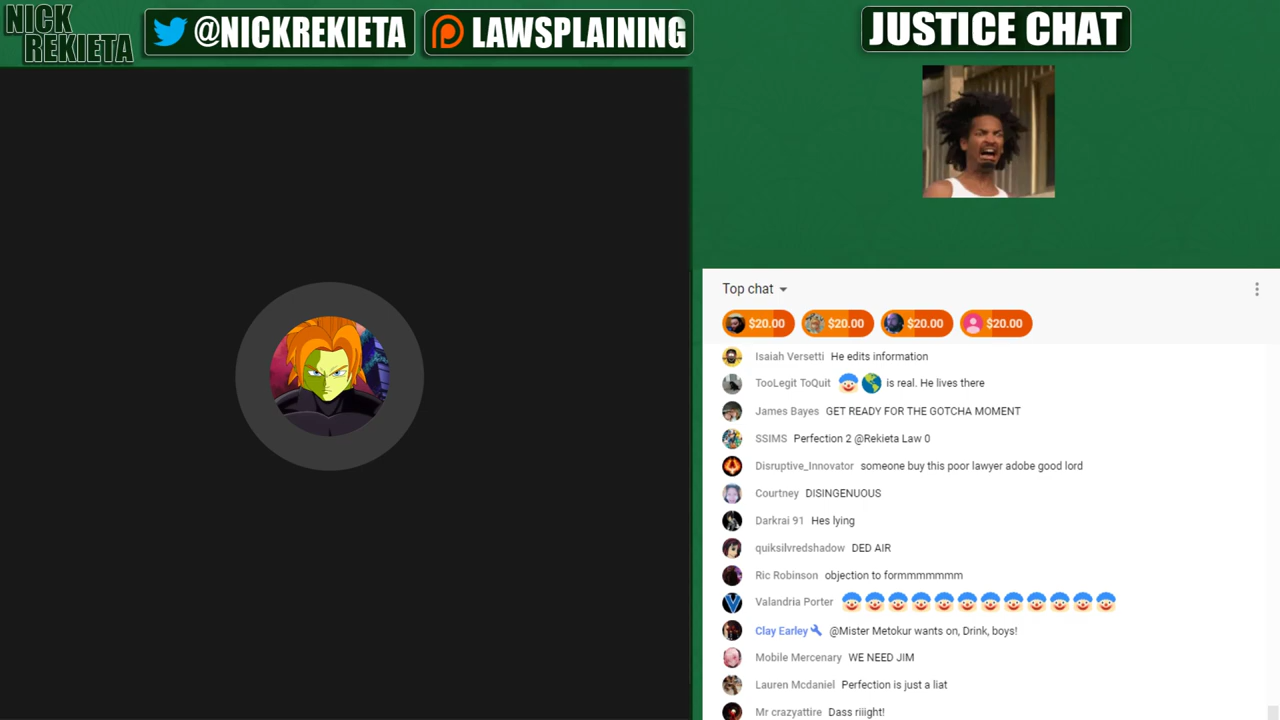 NICK
REKIETA
@NICKREKIETA
LAWSPLAINING
JUSTICE CHAT
Top chat
$20.00 $20.00 $20.00 $20.00
Isaiah Versetti He edits information
TooLegit ToQuit 🤡🌎 is real. He lives there
James Bayes GET READY FOR THE GOTCHA MOMENT
SSIMS Perfection 2 @Rekieta Law 0
Disruptive_Innovator someone buy this poor lawyer adobe good lord
Courtney DISINGENUOUS
Darkrai 91 Hes lying
quiksilvredshadow DED AIR
Ric Robinson objection to formmmmmmm
Valandria Porter 🤡🤡🤡🤡🤡🤡🤡🤡🤡🤡🤡🤡
Clay Earley @Mister Metokur wants on, Drink, boys!
Mobile Mercenary WE NEED JIM
Lauren Mcdaniel Perfection is just a liat
Mr crazyattire Dass riiight!